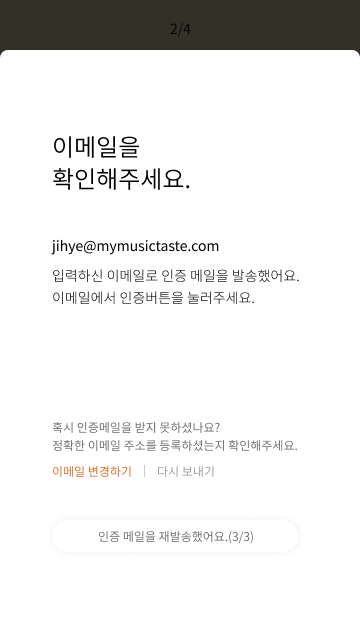 2/4
이메일을
확인해주세요.
jihye@mymusictaste.com
입력하신 이메일로 인증 메일을 발송했어요.
이메일에서 인증버튼을 눌러주세요.
혹시 인증메일을 받지 못하셨나요?
정확한 이메일 주소를 등록하셨는지 확인해주세요.
이메일 변경하기 | 다시 보내기
인증 메일을 재발송했어요.(3/3)